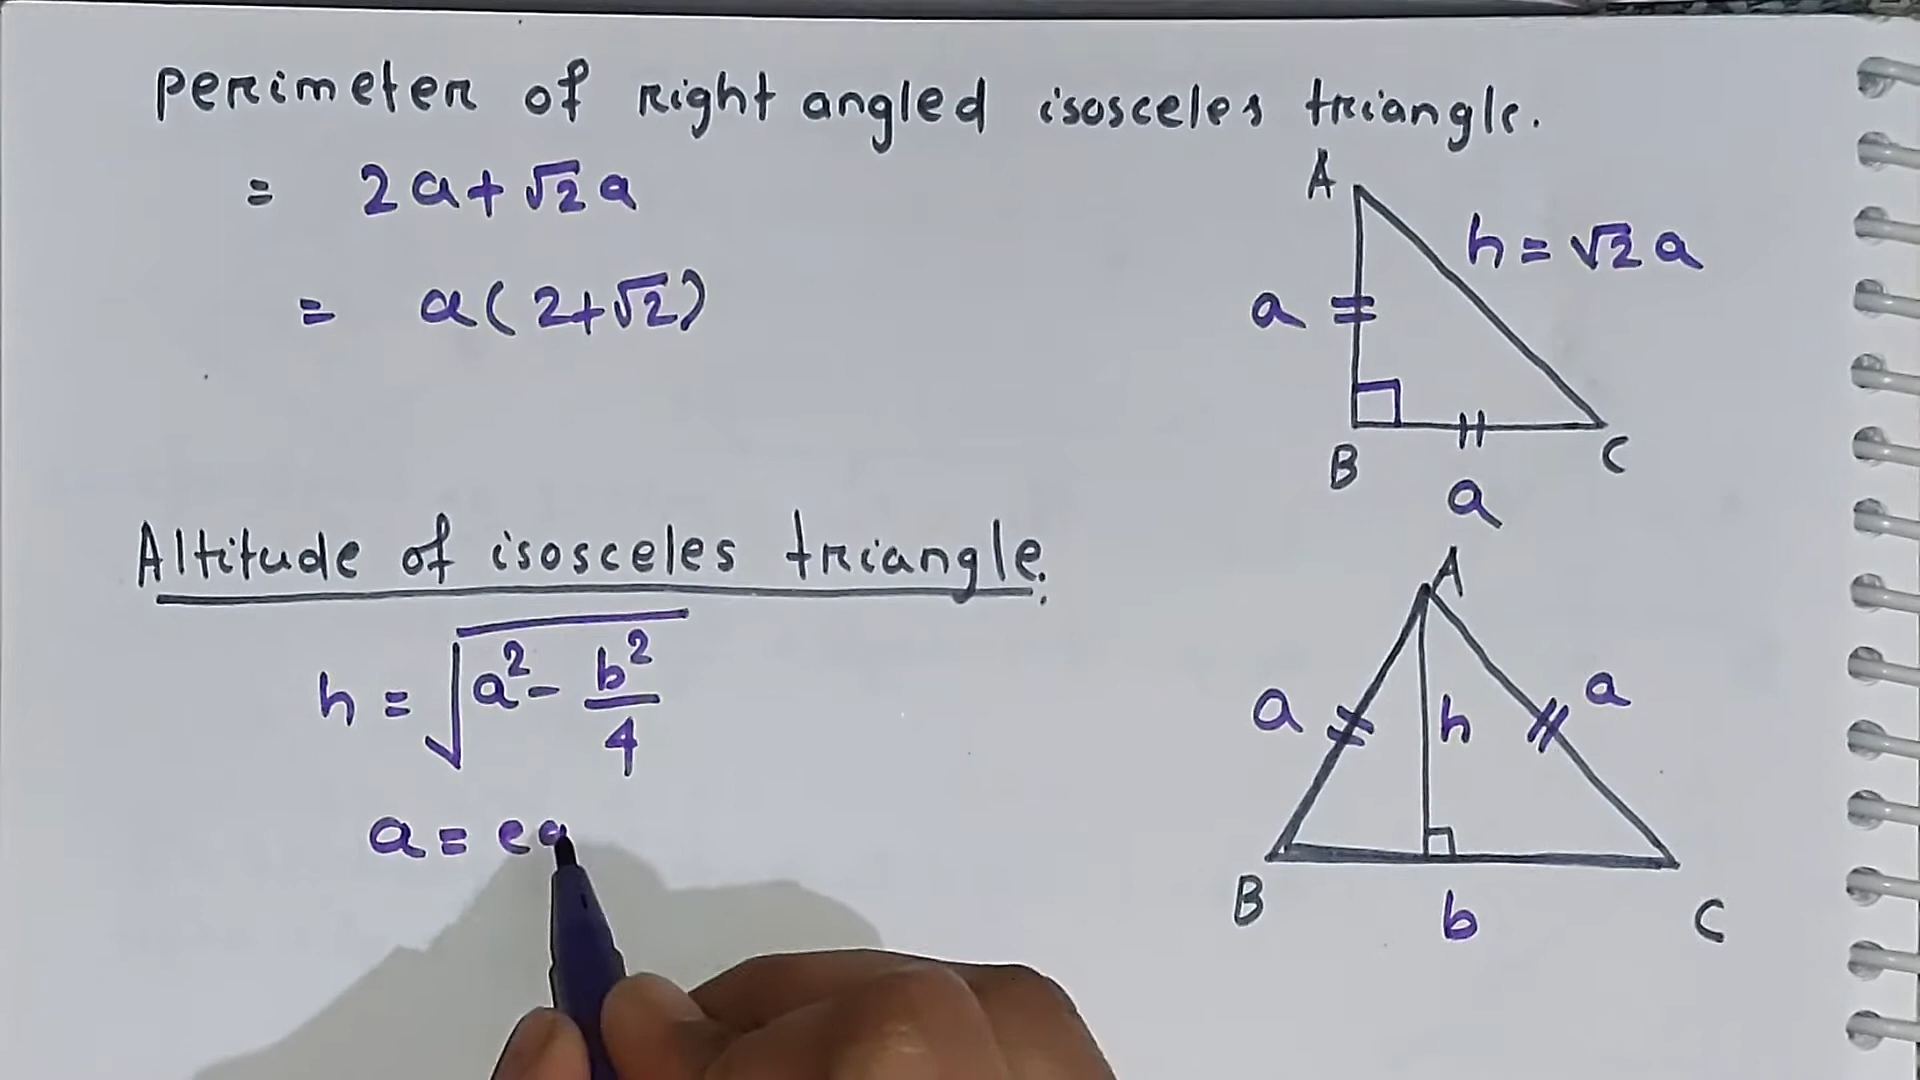 perimeter of right angled isosceles triangle.
= 2a+√2a
= a(2+√2)
A
h=√2a
a
B
C
a
Altitude of isosceles triangle.
h = √a² - b²/4
a =
A
a
h
a
B
b
C